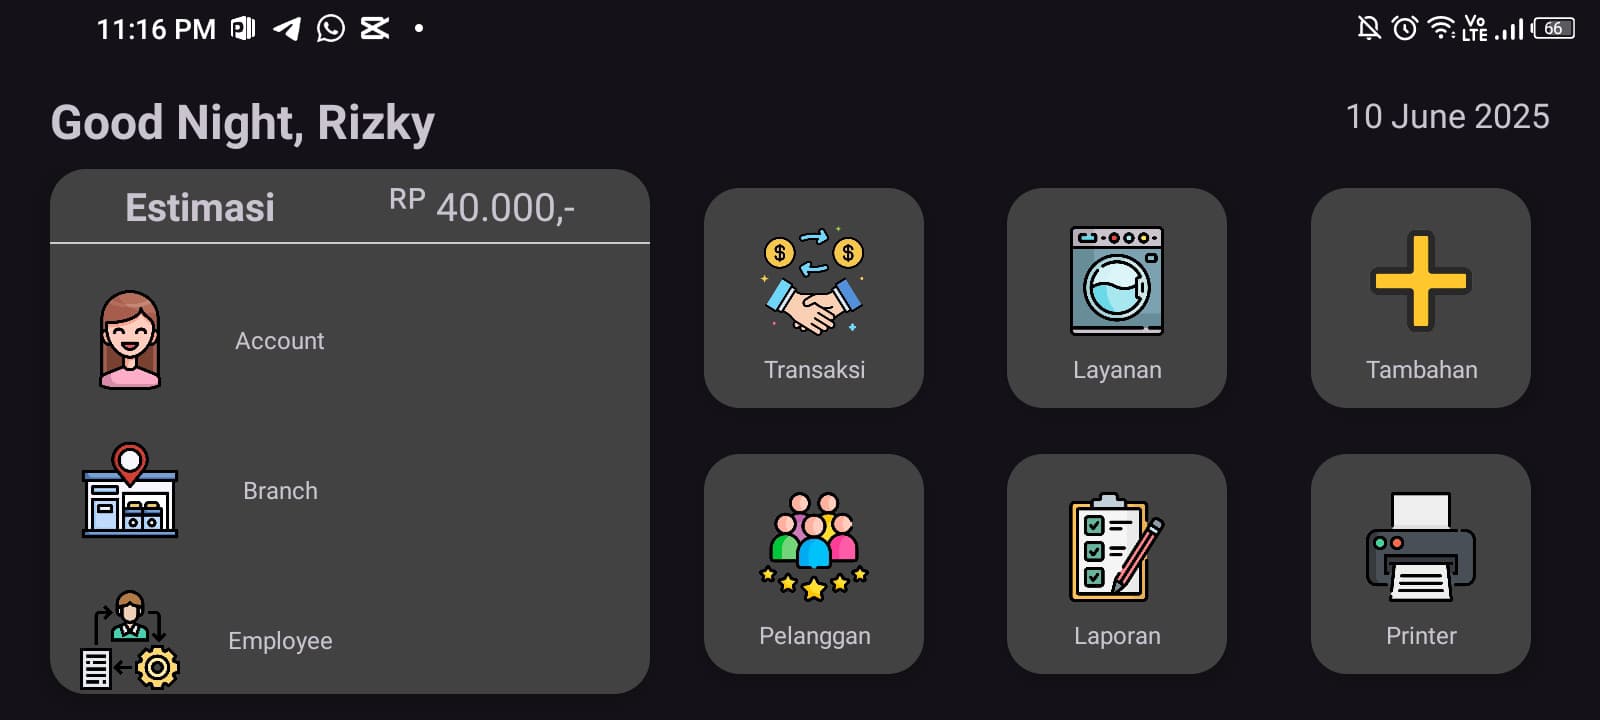 11:16 PM
Vo
LTE
66
Good Night, Rizky
10 June 2025
Estimasi
RP 40.000,-
Account
Branch
Employee
Transaksi
Layanan
Tambahan
Pelanggan
Laporan
Printer